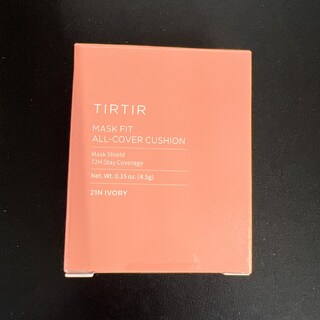 TIRTIR
MASK FIT
ALL-COVER CUSHION
Mask Shield
72H Stay Coverage
Net. Wt. 0.15 oz. (4.5g)
21N IVORY